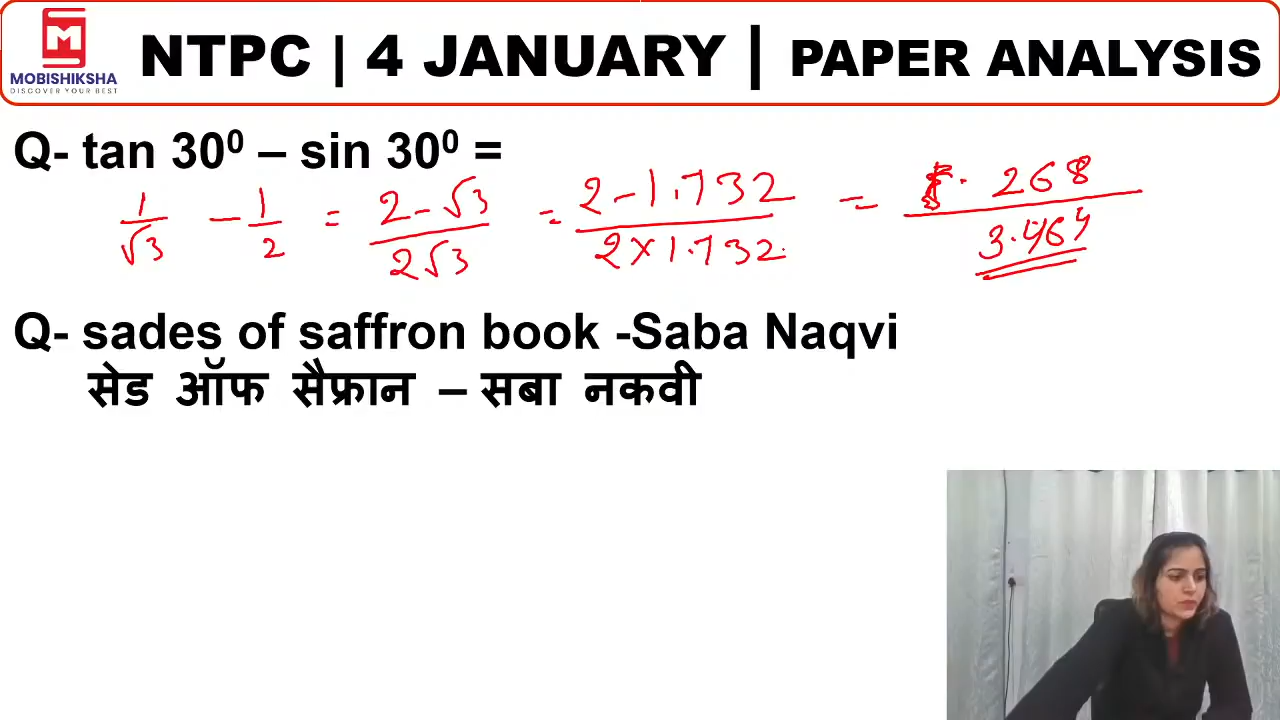 MOBISHIKSHA
DISCOVER YOUR BEST
NTPC | 4 JANUARY | PAPER ANALYSIS
Q- tan 30⁰ – sin 30⁰ =
1/√3 - 1/2 = 2-√3/2√3 = 2-1.732/2×1.732 = .268/3.464
Q- sades of saffron book -Saba Naqvi
सेड ऑफ सैफ्रान – सबा नकवी